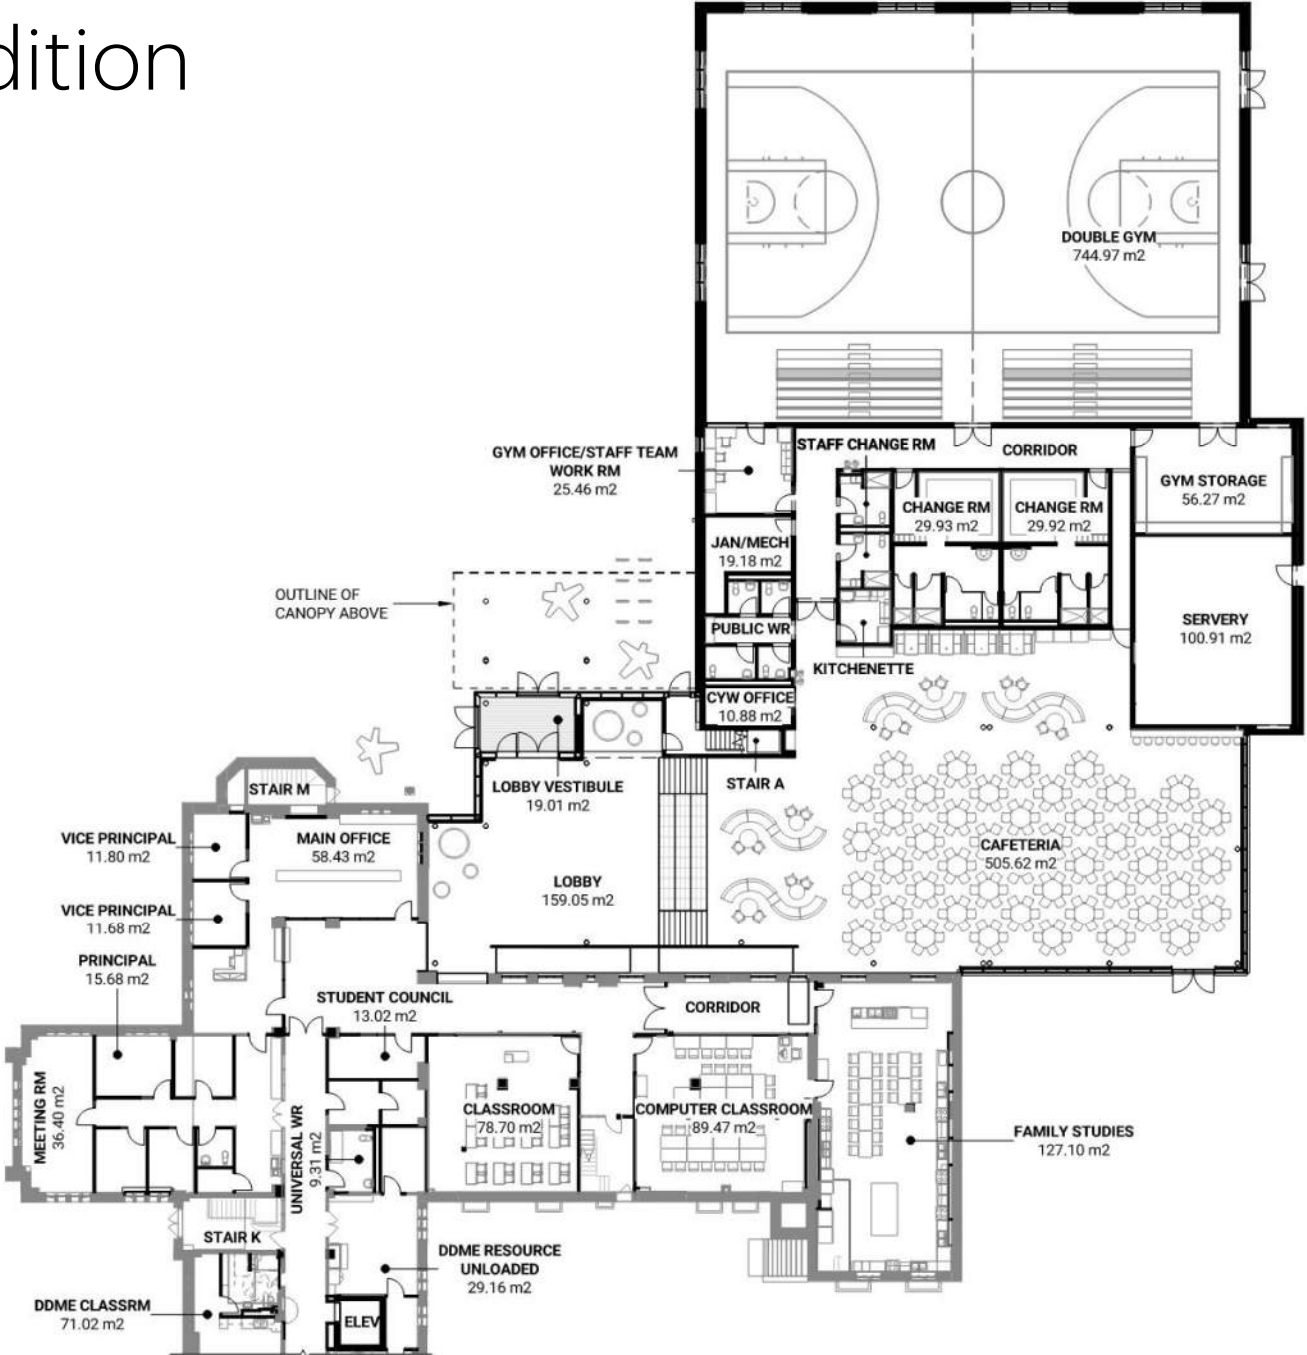 dition
DOUBLE GYM
744.97 m2
GYM OFFICE/STAFF TEAM
WORK RM
25.46 m2
STAFF CHANGE RM
CORRIDOR
GYM STORAGE
56.27 m2
CHANGE RM
29.93 m2
CHANGE RM
29.92 m2
JAN/MECH
19.18 m2
OUTLINE OF
CANOPY ABOVE
PUBLIC WR
SERVERY
100.91 m2
KITCHENETTE
CYW OFFICE
10.88 m2
STAIR A
LOBBY VESTIBULE
19.01 m2
STAIR M
VICE PRINCIPAL
11.80 m2
MAIN OFFICE
58.43 m2
CAFETERIA
505.62 m2
LOBBY
159.05 m2
VICE PRINCIPAL
11.68 m2
PRINCIPAL
15.68 m2
STUDENT COUNCIL
13.02 m2
CORRIDOR
MEETING RM
36.40 m2
UNIVERSAL WR
9.31 m2
CLASSROOM
78.70 m2
COMPUTER CLASSROOM
89.47 m2
FAMILY STUDIES
127.10 m2
STAIR K
DDME RESOURCE
UNLOADED
29.16 m2
DDME CLASSRM
71.02 m2
ELEV